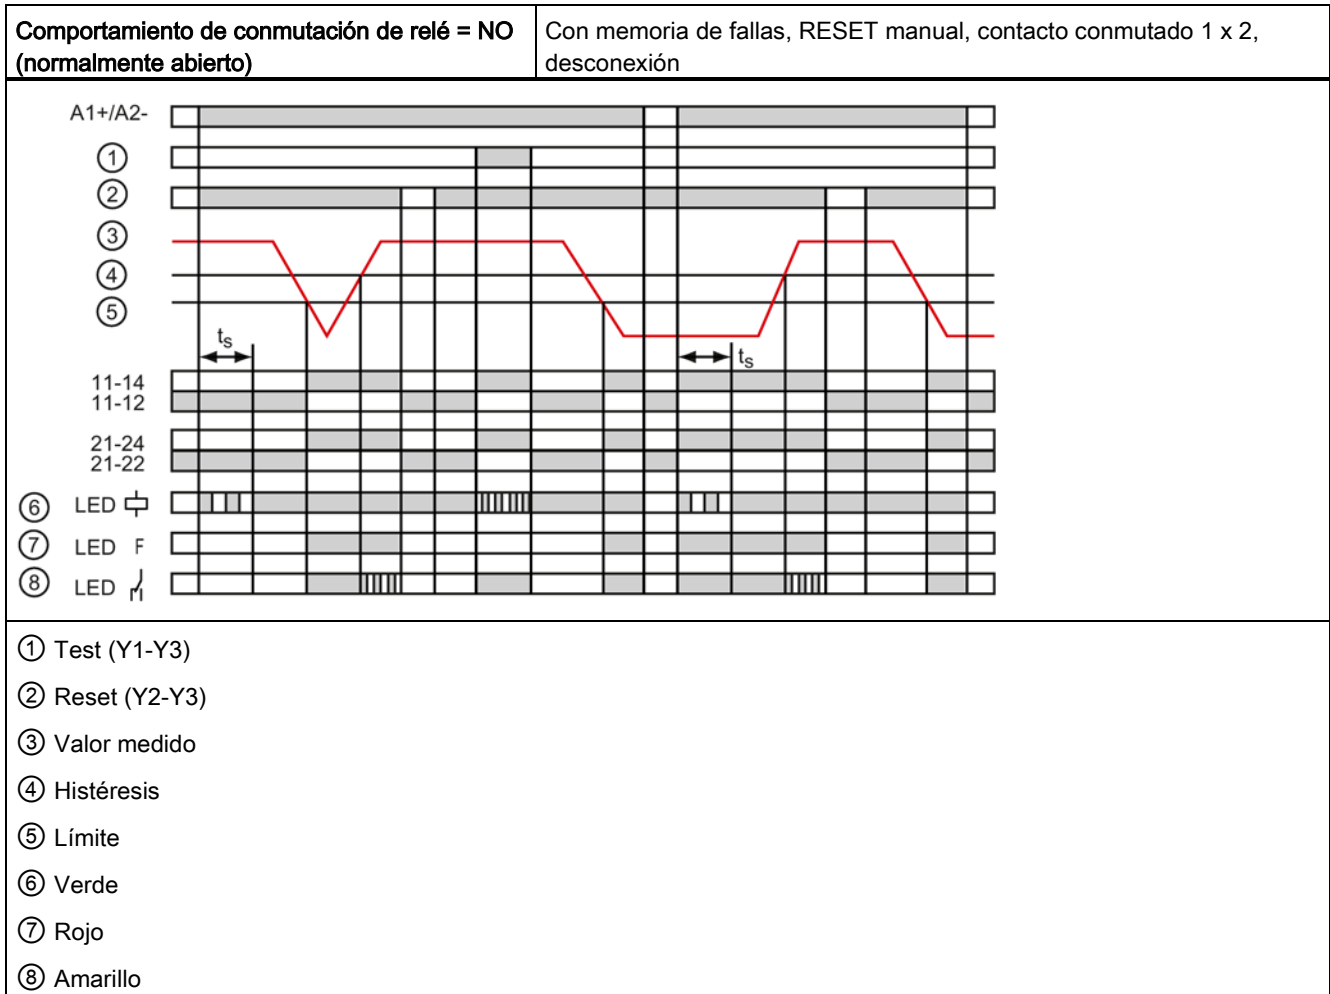 Comportamiento de conmutación de relé = NO
(normalmente abierto)
Con memoria de fallas, RESET manual, contacto conmutado 1 x 2,
desconexión
A1+/A2-
①
②
③
④
⑤
ts
ts
11-14
11-12
21-24
21-22
⑥ LED
⑦ LED F
⑧ LED
① Test (Y1-Y3)
② Reset (Y2-Y3)
③ Valor medido
④ Histéresis
⑤ Límite
⑥ Verde
⑦ Rojo
⑧ Amarillo